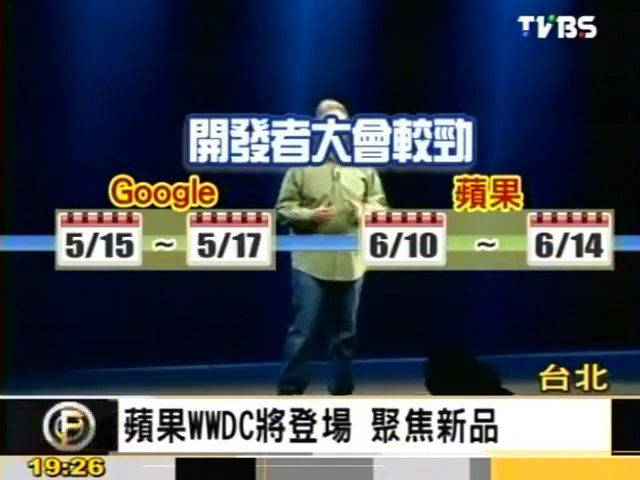 TVBS
開發者大會較勁
Google
蘋果
5/15 ~ 5/17
6/10 ~ 6/14
台北
蘋果WWDC將登場 聚焦新品
19:26